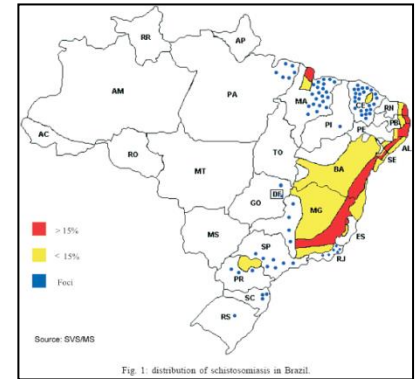 RR
AP
AM
PA
MA
CE
RN
PB
PI
PE
AL
SE
AC
RO
TO
BA
MT
DF
GO
MG
MS
ES
SP
RJ
PR
SC
RS
> 15%
< 15%
Foci
Source: SVS/MS
Fig. 1: distribution of schistosomiasis in Brazil.